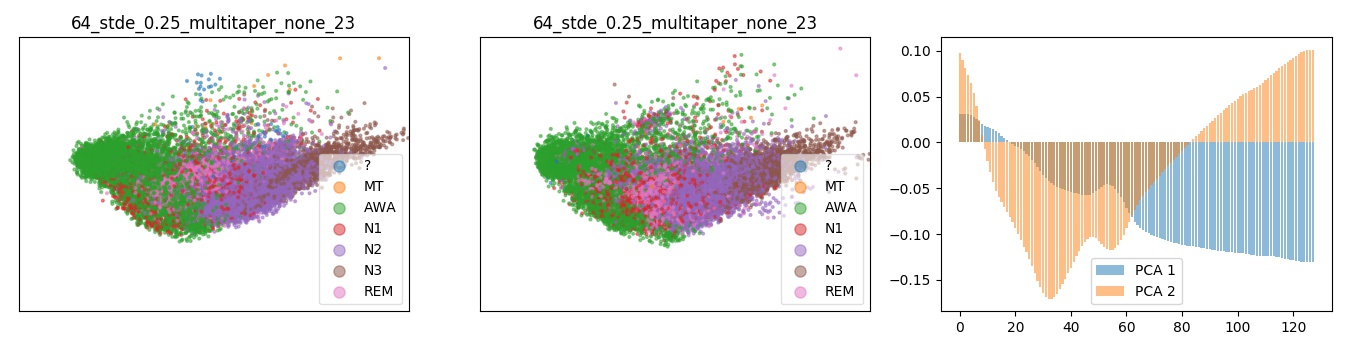 64_stde_0.25_multitaper_none_23
?
MT
AWA
N1
N2
N3
REM
64_stde_0.25_multitaper_none_23
?
MT
AWA
N1
N2
N3
REM
0.10
0.05
0.00
−0.05
−0.10
−0.15
PCA 1
PCA 2
0
20
40
60
80
100
120